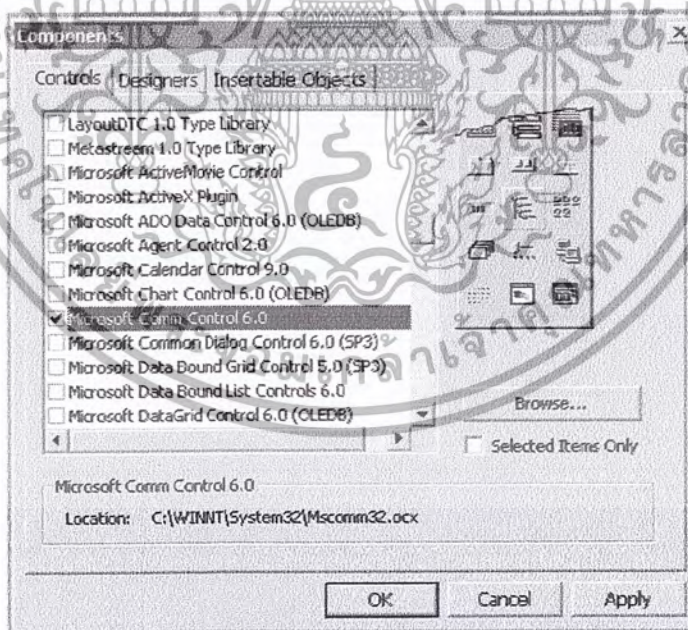 Components
Controls Designers Insertable Objects
LayoutDTC 1.0 Type Library
Metastream 1.0 Type Library
Microsoft ActiveMovie Control
Microsoft ActiveX Plugin
Microsoft ADO Data Control 6.0 (OLEDB)
Microsoft Agent Control 2.0
Microsoft Calendar Control 9.0
Microsoft Chart Control 6.0 (OLEDB)
Microsoft Comm Control 6.0
Microsoft Common Dialog Control 6.0 (SP3)
Microsoft Data Bound Grid Control 5.0 (SP3)
Microsoft Data Bound List Controls 6.0
Microsoft DataGrid Control 6.0 (OLEDB)
Browse...
Selected Items Only
Microsoft Comm Control 6.0
Location: C:\WINNT\System32\Mscomm32.ocx
OK Cancel Apply